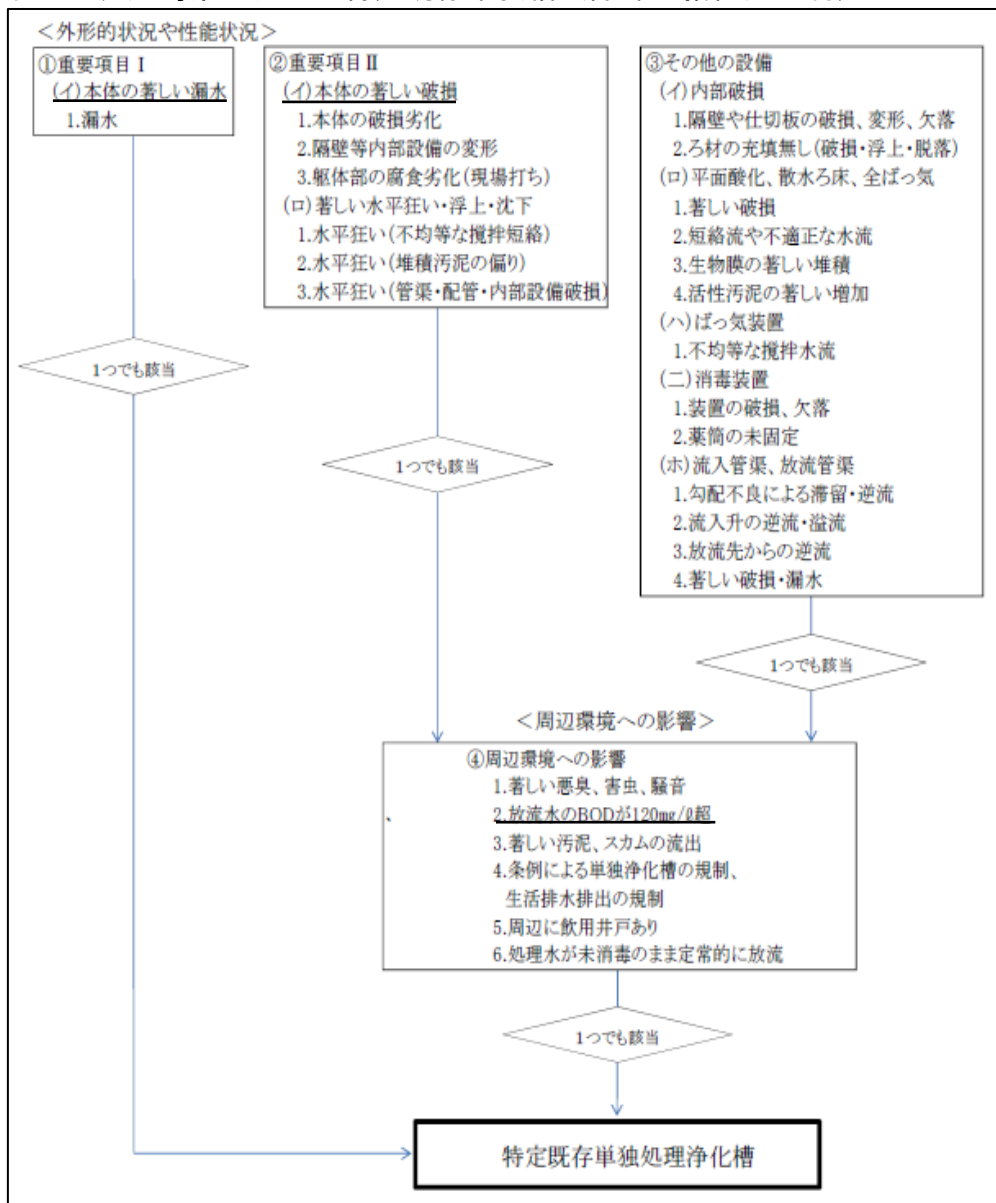 ＜外形的状況や性能状況＞
①重要項目Ⅰ
(イ)本体の著しい漏水
1.漏水
②重要項目Ⅱ
(イ)本体の著しい破損
1.本体の破損劣化
2.隔壁等内部設備の変形
3.躯体部の腐食劣化(現場打ち)
(ロ)著しい水平狂い・浮上・沈下
1.水平狂い(不均等な撹拌短絡)
2.水平狂い(堆積汚泥の偏り)
3.水平狂い(管渠・配管・内部設備破損)
③その他の設備
(イ)内部破損
1.隔壁や仕切板の破損、変形、欠落
2.ろ材の充填無し(破損・浮上・脱落)
(ロ)平面酸化、散水ろ床、全ばっ気
1.著しい破損
2.短絡流や不適正な水流
3.生物膜の著しい堆積
4.活性汚泥の著しい増加
(ハ)ばっ気装置
1.不均等な撹拌水流
(二)消毒装置
1.装置の破損、欠落
2.薬筒の未固定
(ホ)流入管渠、放流管渠
1.勾配不良による滞留・逆流
2.流入升の逆流・溢流
3.放流先からの逆流
4.著しい破損・漏水
1つでも該当
1つでも該当
1つでも該当
＜周辺環境への影響＞
④周辺環境への影響
1.著しい悪臭、害虫、騒音
2.放流水のBODが120mg/ℓ超
、
3.著しい汚泥、スカムの流出
4.条例による単独浄化槽の規制、
生活排水排出の規制
5.周辺に飲用井戸あり
6.処理水が未消毒のまま定常的に放流
1つでも該当
特定既存単独処理浄化槽